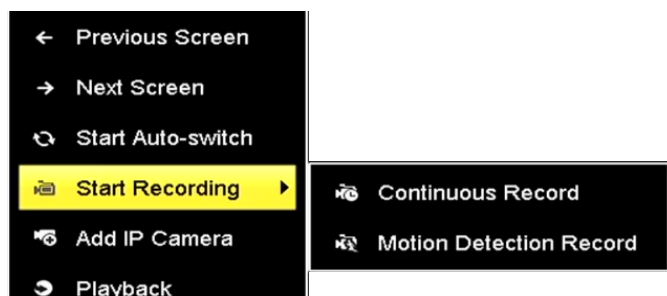 Previous Screen
Next Screen
Start Auto-switch
Start Recording
Continuous Record
Add IP Camera
Motion Detection Record
Playback